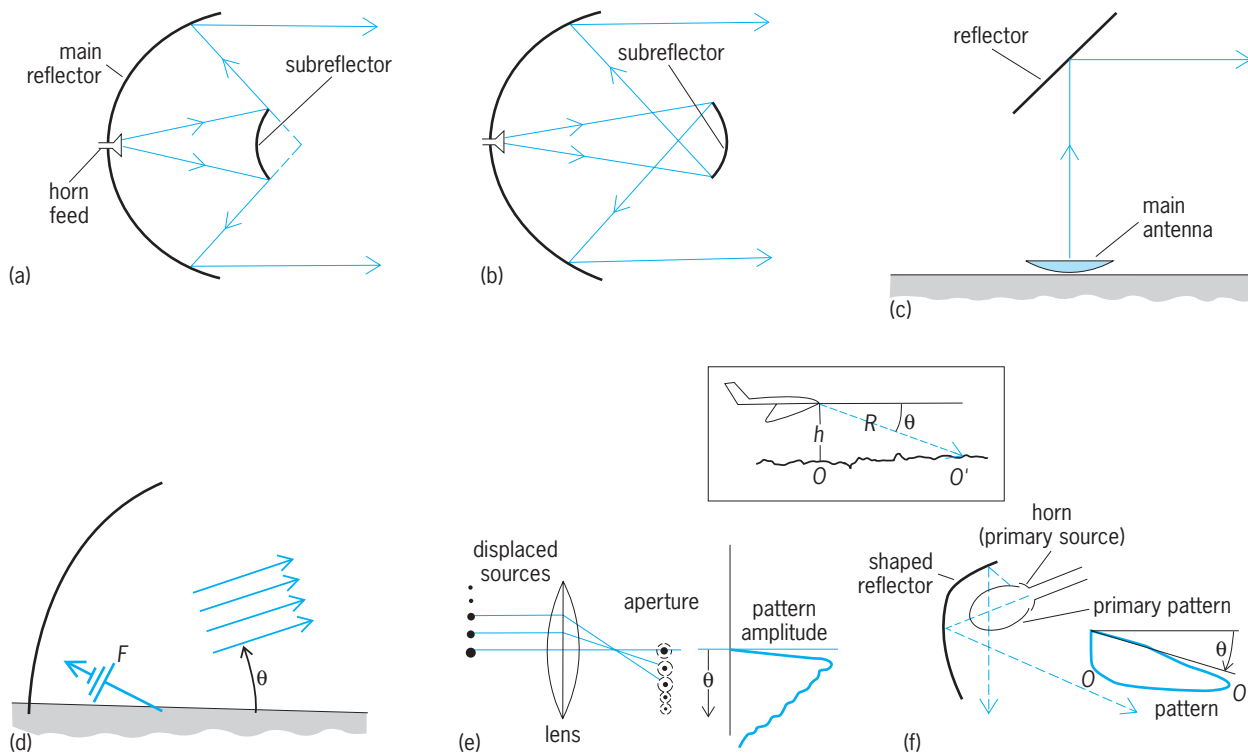 main
reflector
subreflector
horn
feed
(a)
subreflector
(b)
reflector
main
antenna
(c)
F
θ
(d)
h
R
θ
O
O'
displaced
sources
lens
aperture
θ
pattern
amplitude
(e)
horn
(primary source)
shaped
reflector
primary pattern
θ
O
O
pattern
(f)